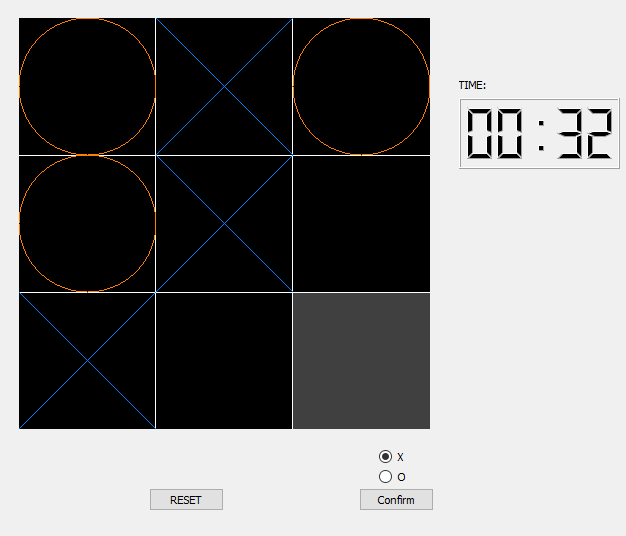 TIME:
00:32
X
O
RESET
Confirm